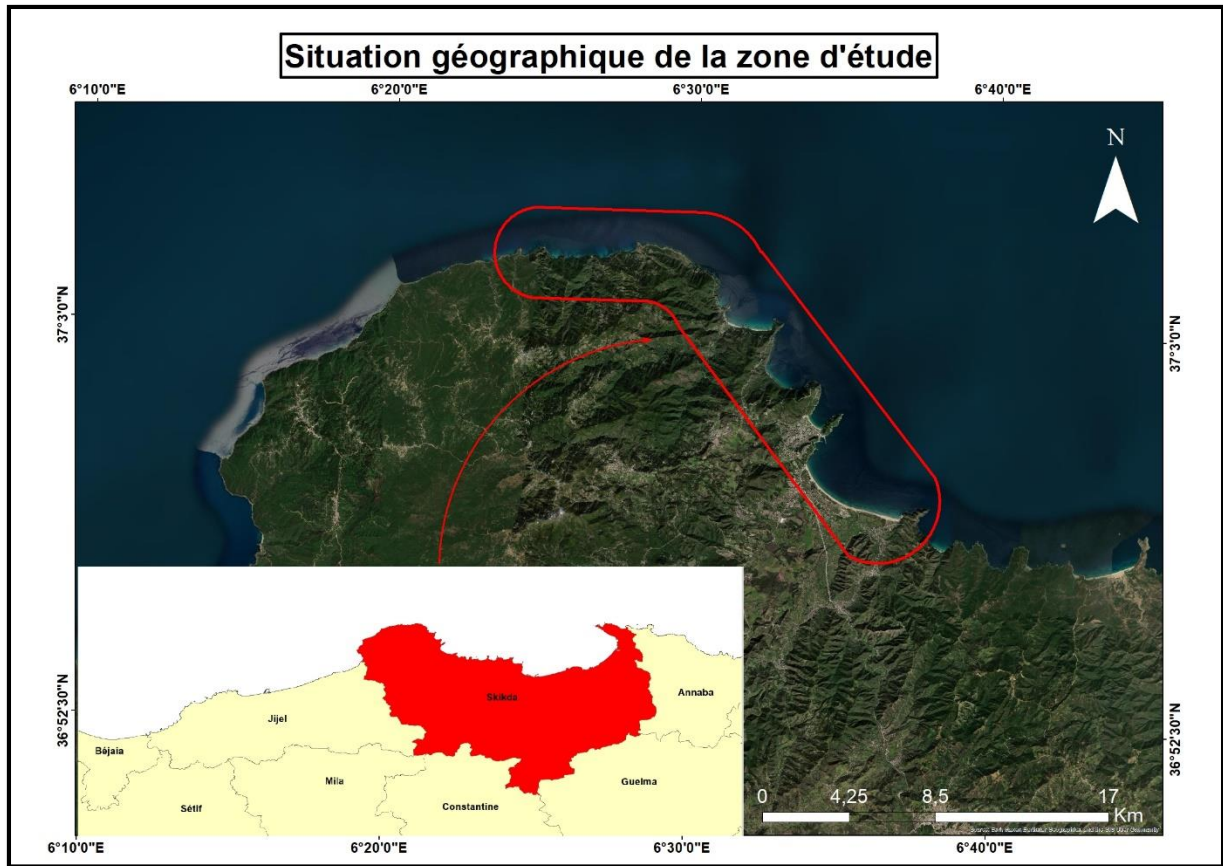 Situation géographique de la zone d'étude
6°10'0"E 6°20'0"E 6°30'0"E 6°40'0"E
N
37°3'0"N 37°3'0"N
36°52'30"N 36°52'30"N
Skikda
Annaba
Jijel
Béjaia
Mila
Guelma
Sétif
Constantine
0 4,25 8,5 17
Km
6°10'0"E 6°20'0"E 6°30'0"E 6°40'0"E